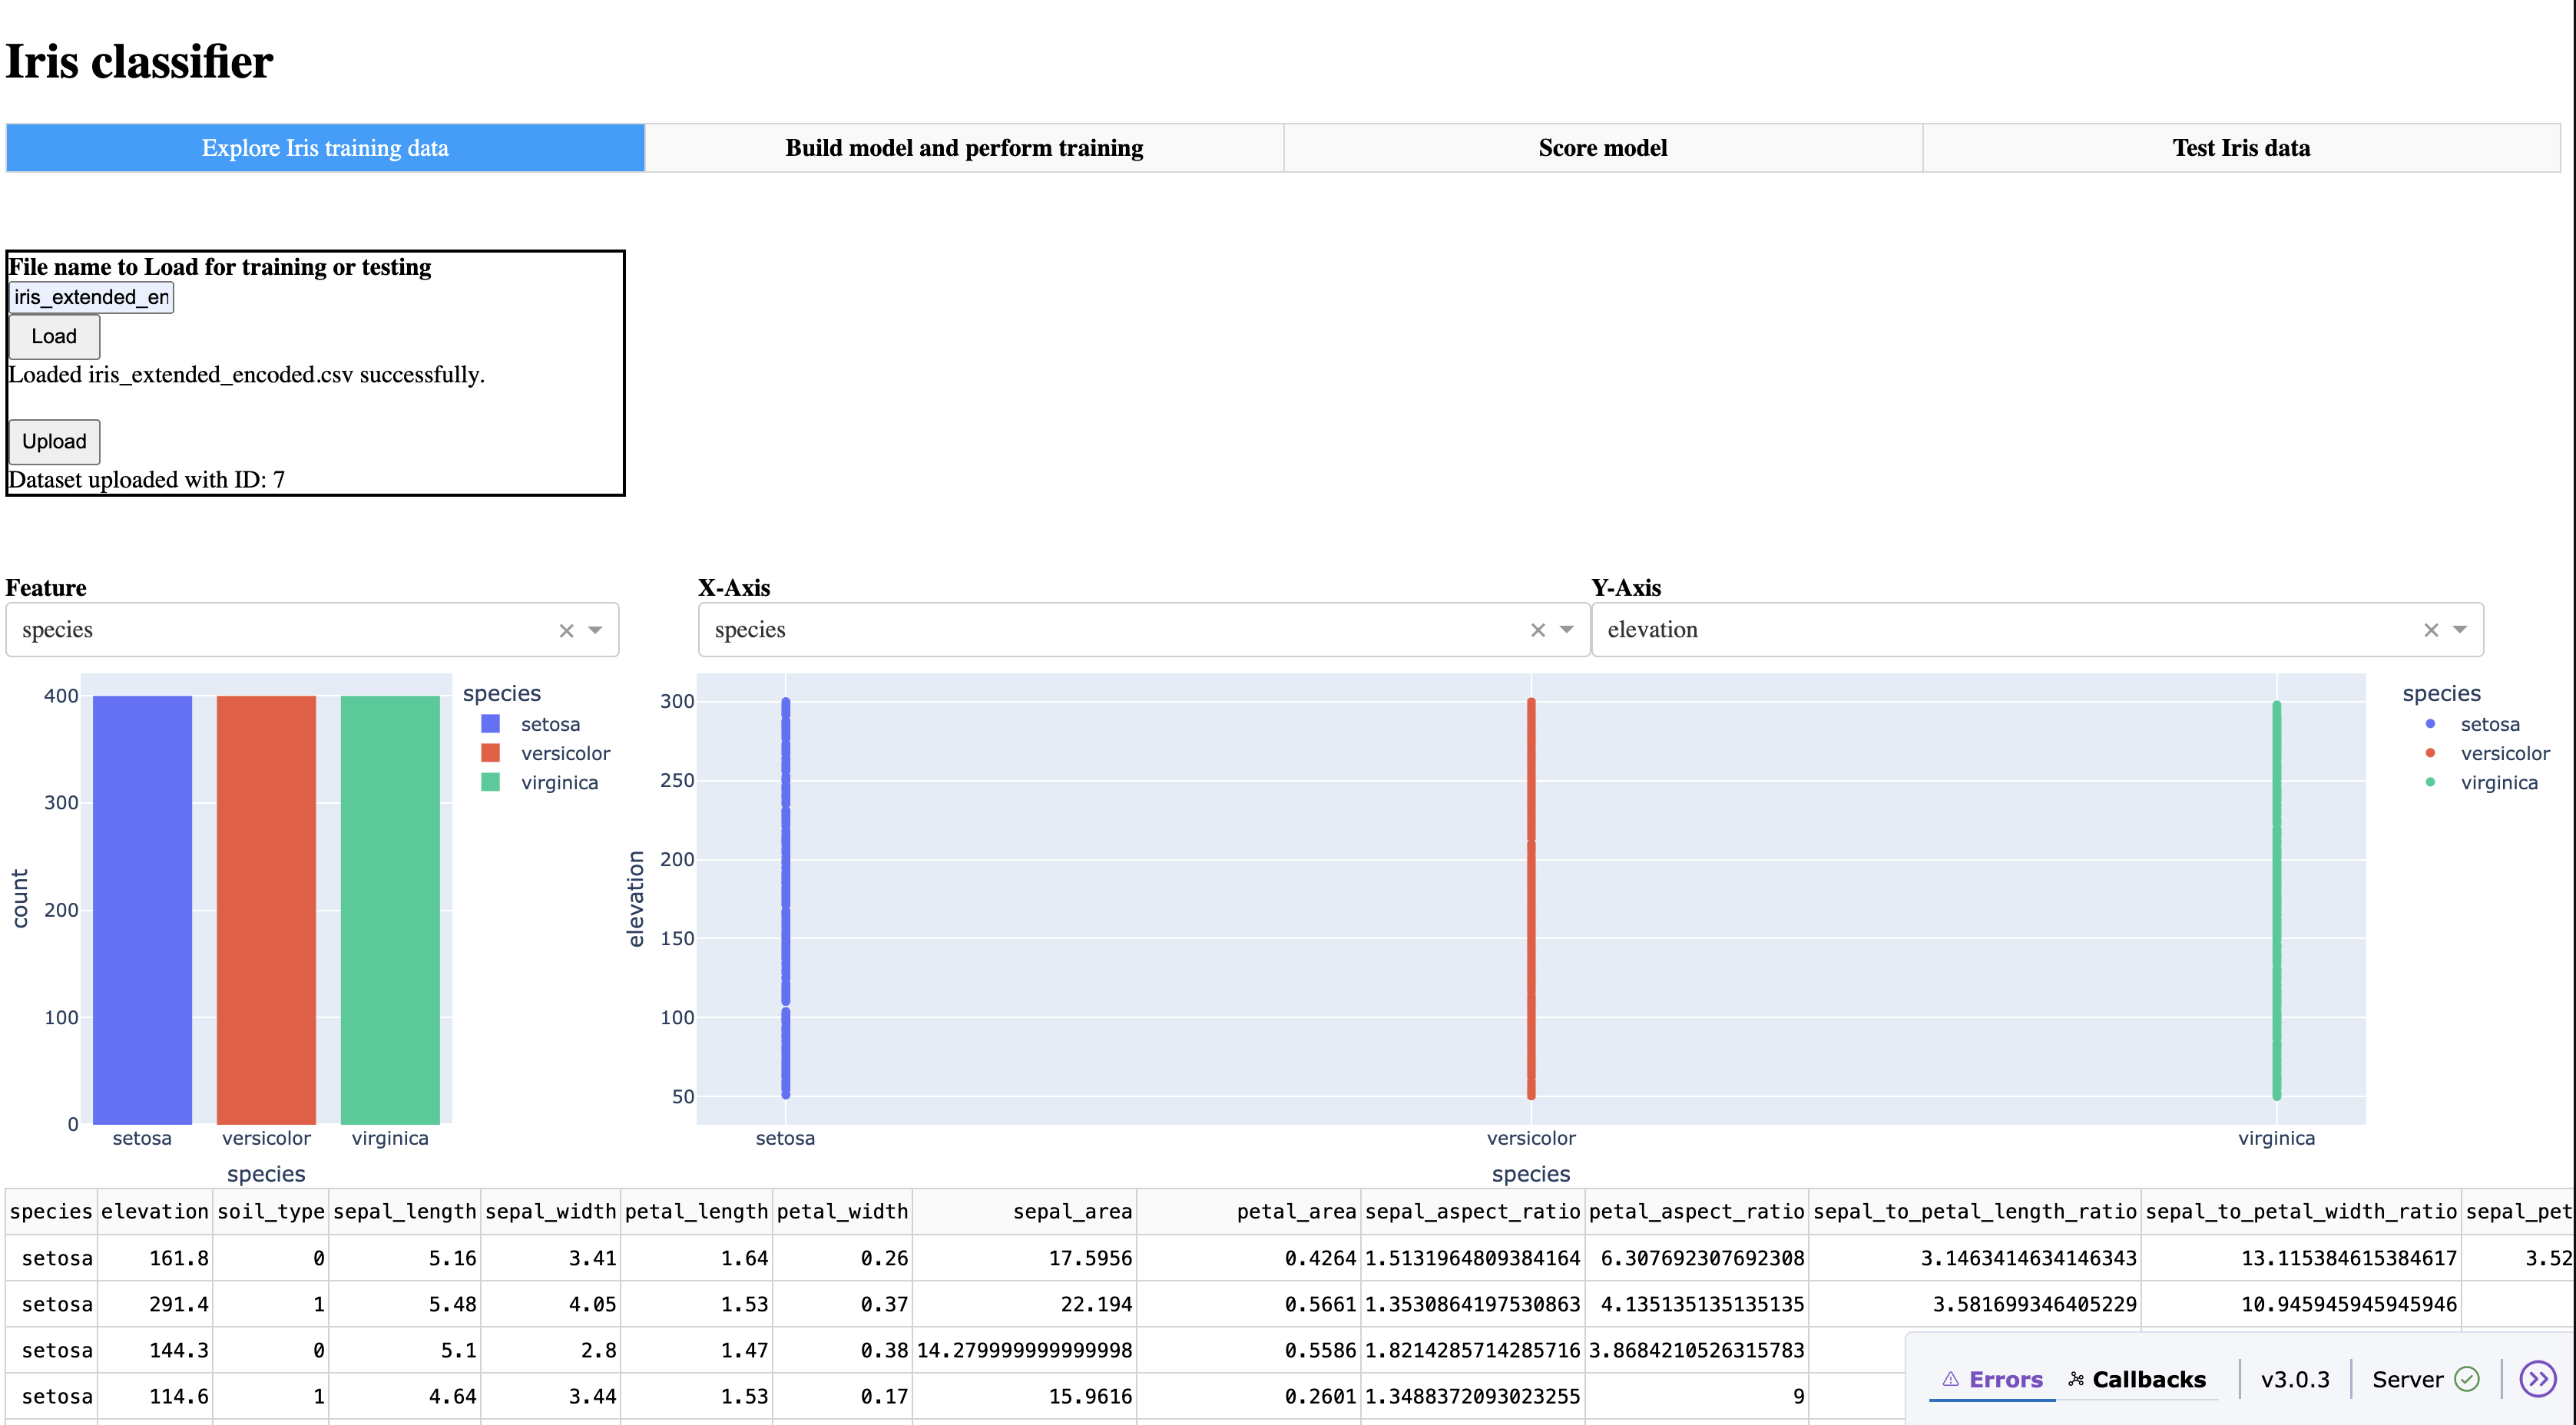 Iris classifier
Explore Iris training data Build model and perform training Score model Test Iris data
File name to Load for training or testing
iris_extended_en
Load
Loaded iris_extended_encoded.csv successfully.
Upload
Dataset uploaded with ID: 7
Feature X-Axis Y-Axis
species species elevation
400
300
200
100
0
count
setosa versicolor virginica
species
species
setosa
versicolor
virginica
300
250
200
150
100
50
elevation
setosa versicolor virginica
species
species
setosa
versicolor
virginica
species elevation soil_type sepal_length sepal_width petal_length petal_width sepal_area petal_area sepal_aspect_ratio petal_aspect_ratio sepal_to_petal_length_ratio sepal_to_petal_width_ratio sepal_pet
setosa 161.8 0 5.16 3.41 1.64 0.26 17.5956 0.4264 1.5131964809384164 6.307692307692308 3.1463414634146343 13.115384615384617 3.52
setosa 291.4 1 5.48 4.05 1.53 0.37 22.194 0.5661 1.3530864197530863 4.135135135135135 3.581699346405229 10.945945945945946
setosa 144.3 0 5.1 2.8 1.47 0.38 14.279999999999998 0.5586 1.8214285714285716 3.8684210526315783
setosa 114.6 1 4.64 3.44 1.53 0.17 15.9616 0.2601 1.3488372093023255 9
Errors Callbacks v3.0.3 Server